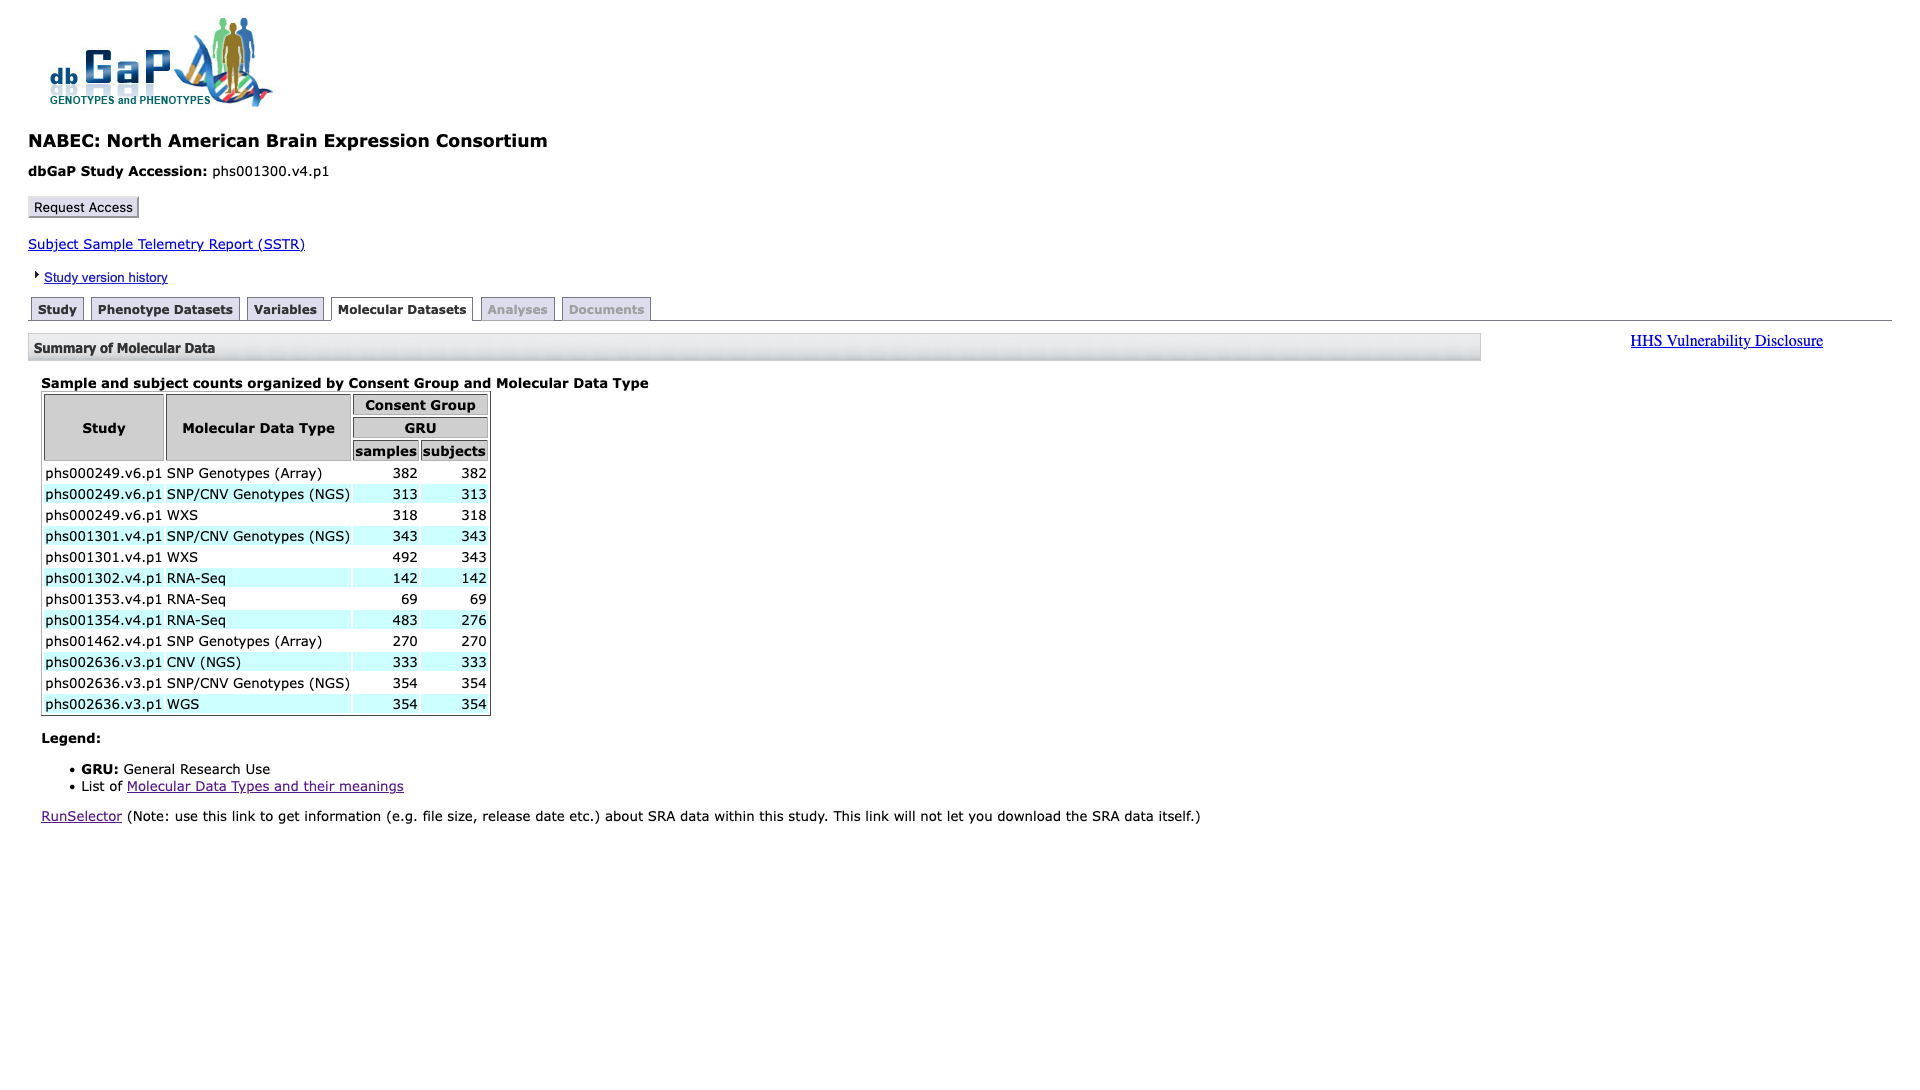 db GaP
GENOTYPES and PHENOTYPES
NABEC: North American Brain Expression Consortium
dbGaP Study Accession: phs001300.v4.p1
Request Access
Subject Sample Telemetry Report (SSTR)
Study version history
Study Phenotype Datasets Variables Molecular Datasets Analyses Documents
Summary of Molecular Data
HHS Vulnerability Disclosure
Sample and subject counts organized by Consent Group and Molecular Data Type
Study Molecular Data Type Consent Group
GRU
samples subjects
phs000249.v6.p1 SNP Genotypes (Array) 382 382
phs000249.v6.p1 SNP/CNV Genotypes (NGS) 313 313
phs000249.v6.p1 WXS 318 318
phs001301.v4.p1 SNP/CNV Genotypes (NGS) 343 343
phs001301.v4.p1 WXS 492 343
phs001302.v4.p1 RNA-Seq 142 142
phs001353.v4.p1 RNA-Seq 69 69
phs001354.v4.p1 RNA-Seq 483 276
phs001462.v4.p1 SNP Genotypes (Array) 270 270
phs002636.v3.p1 CNV (NGS) 333 333
phs002636.v3.p1 SNP/CNV Genotypes (NGS) 354 354
phs002636.v3.p1 WGS 354 354
Legend:
• GRU: General Research Use
• List of Molecular Data Types and their meanings
RunSelector (Note: use this link to get information (e.g. file size, release date etc.) about SRA data within this study. This link will not let you download the SRA data itself.)